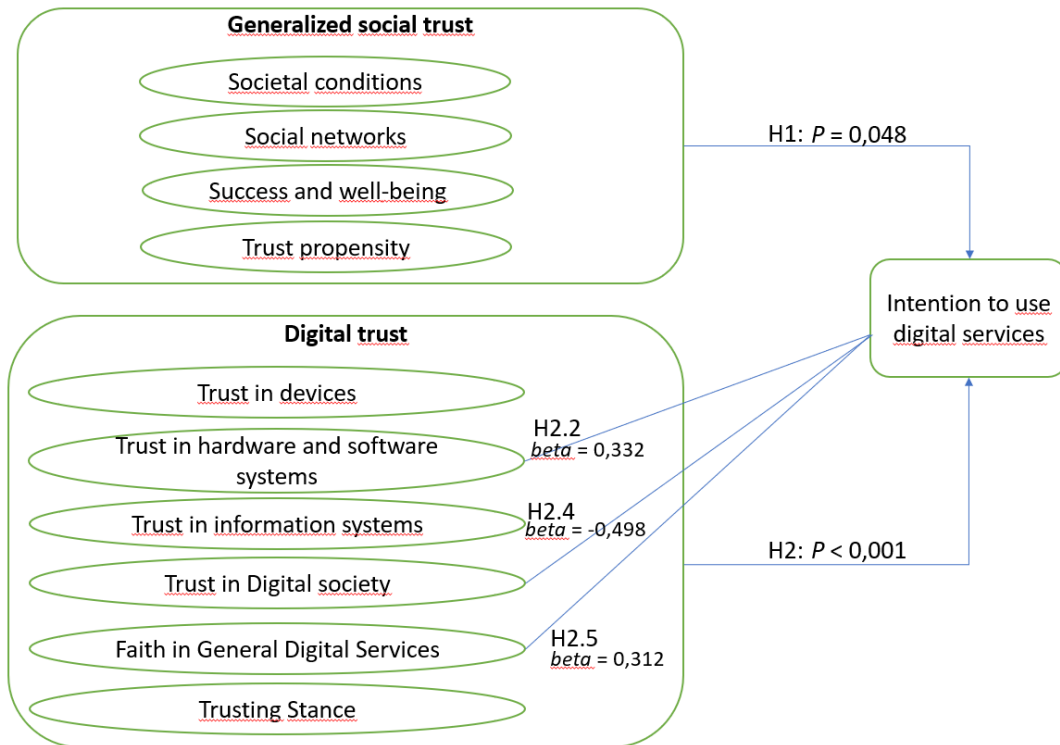 Generalized social trust
Societal conditions
Social networks
Success and well-being
Trust propensity
H1: P = 0,048
Intention to use
digital services
Digital trust
Trust in devices
Trust in hardware and software
systems
Trust in information systems
Trust in Digital society
Faith in General Digital Services
Trusting Stance
H2.2
beta = 0,332
H2.4
beta = -0,498
H2.5
beta = 0,312
H2: P < 0,001